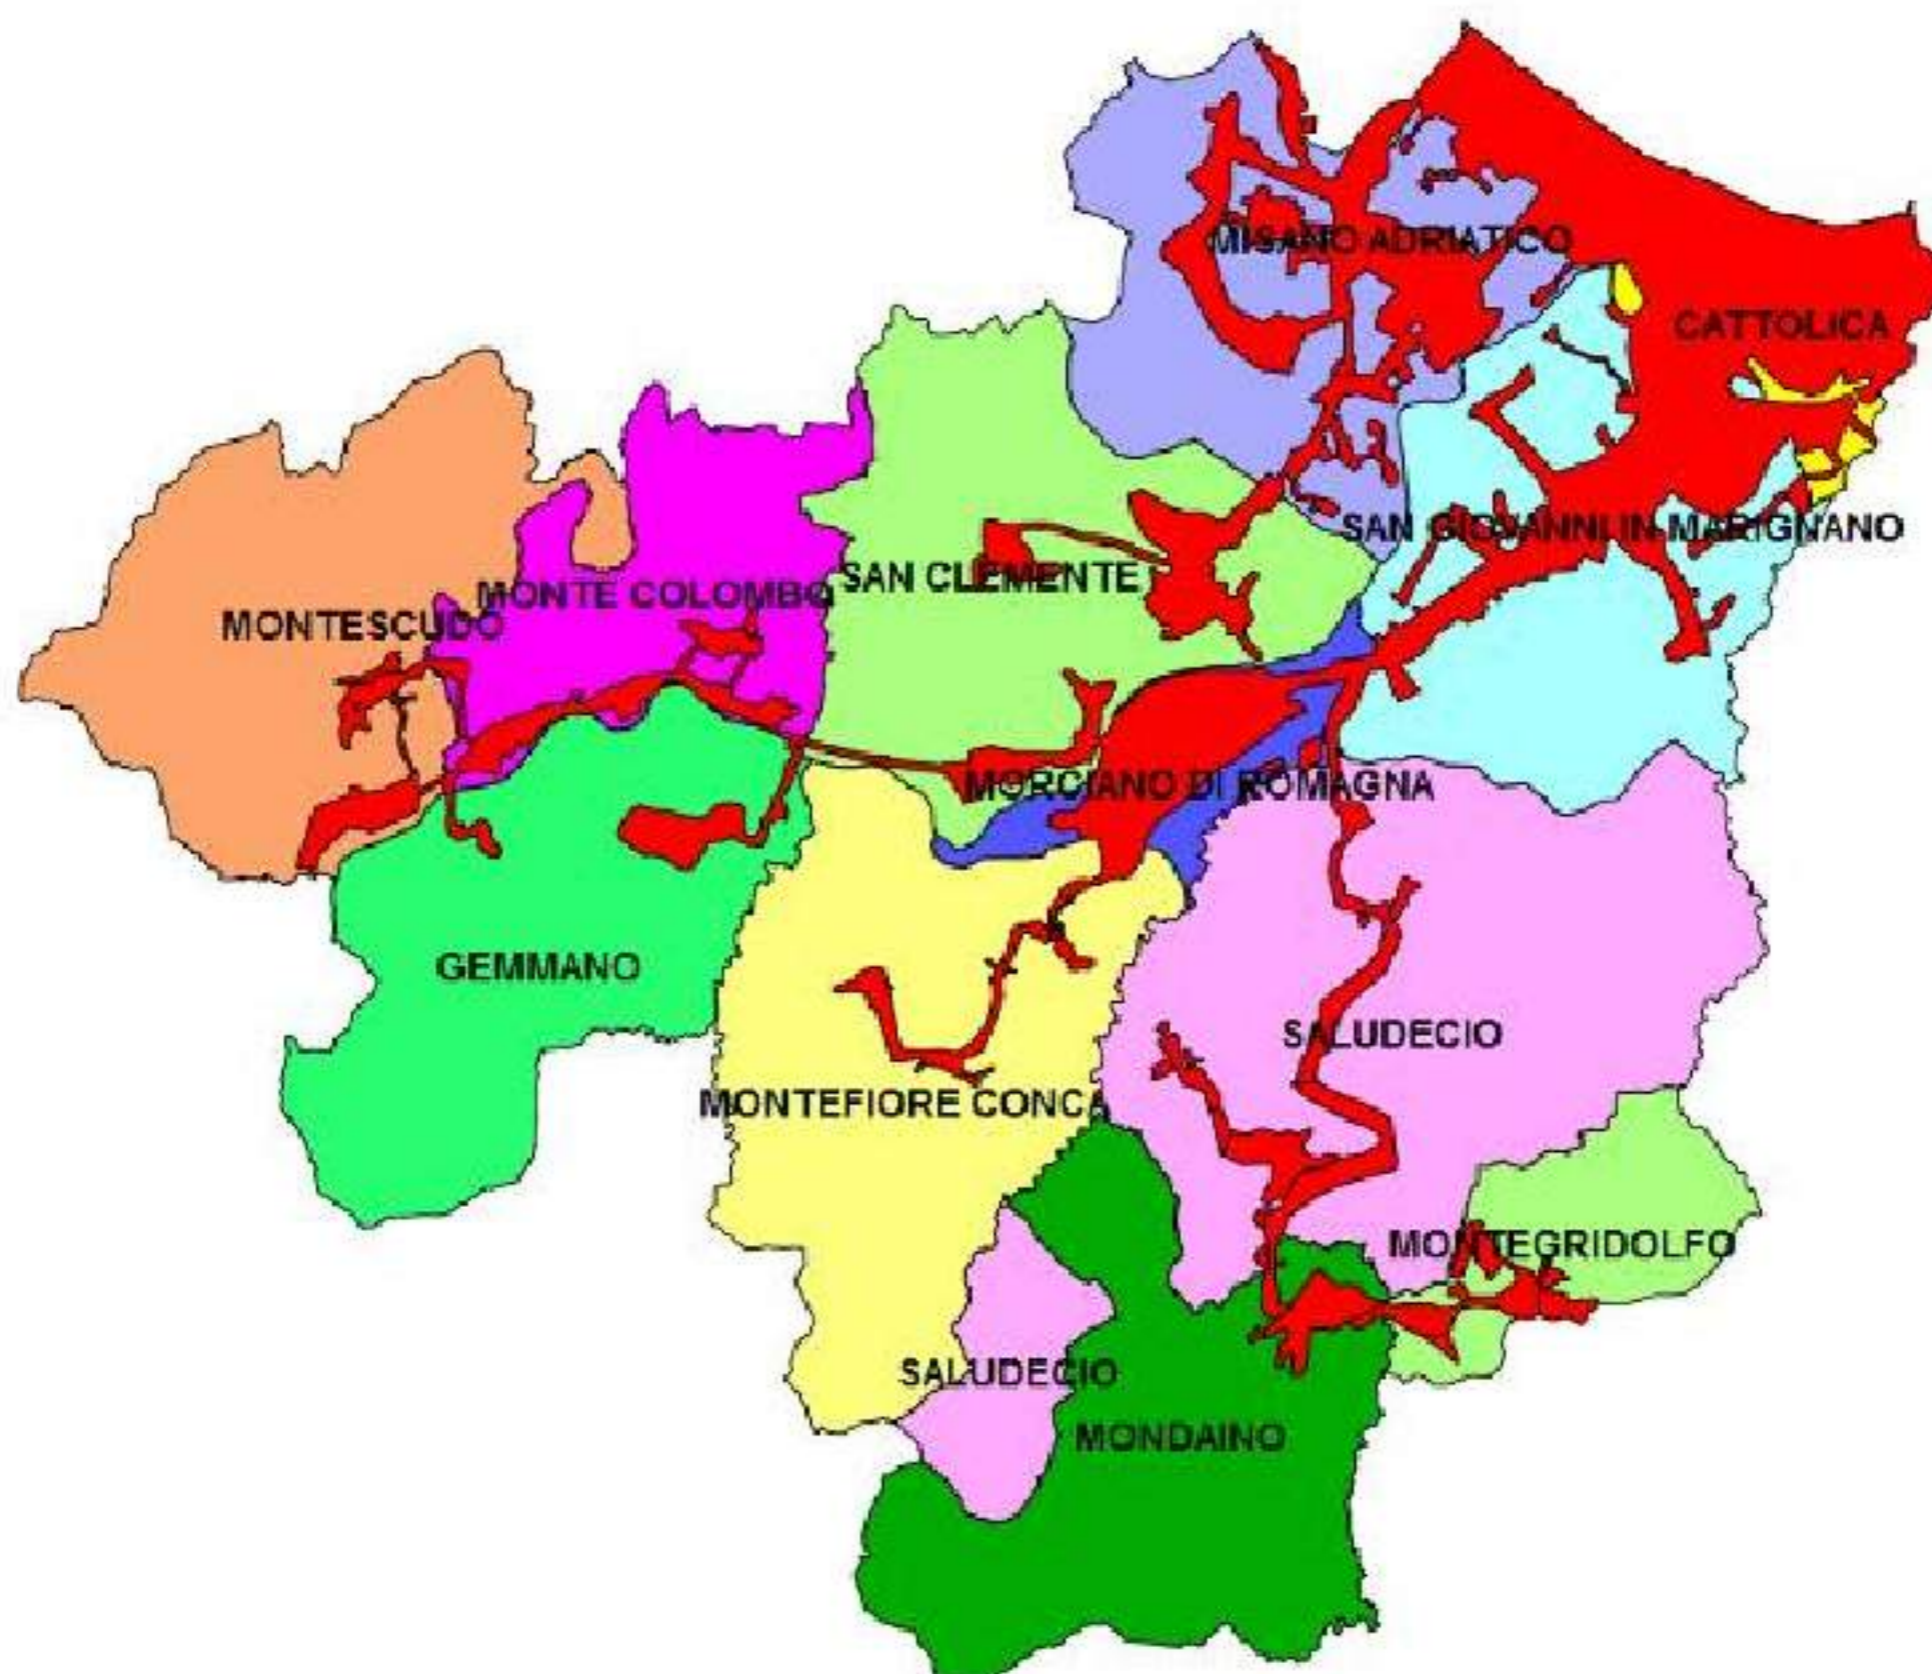 MISANO ADRIATICO
CATTOLICA
SAN GIOVANNI IN MARIGNANO
SAN CLEMENTE
MONTE COLOMBO
MONTESCUDO
MORCIANO DI ROMAGNA
GEMMANO
SALUDECIO
MONTEFIORE CONCA
MONTEGRIDOLFO
SALUDECIO
MONDAINO